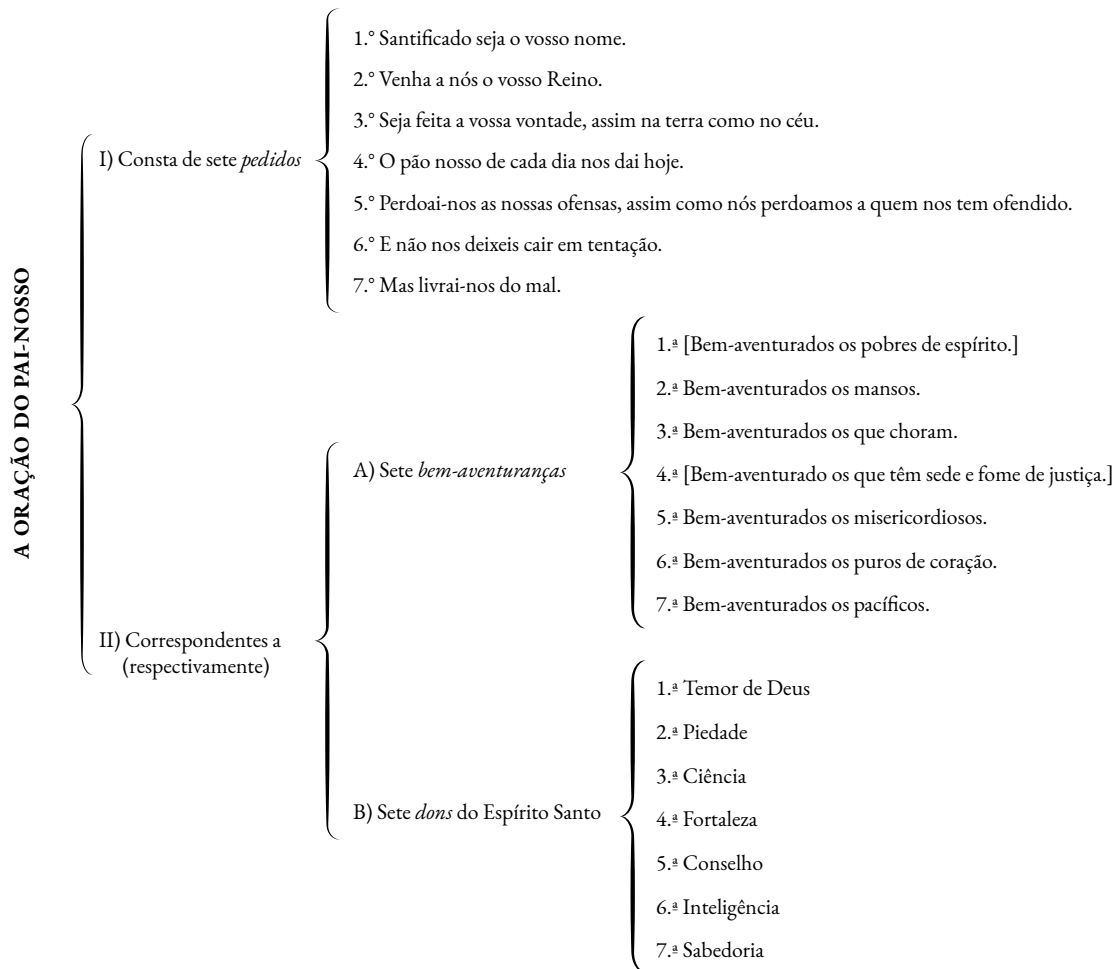 A ORAÇÃO DO PAI-NOSSO
I) Consta de sete pedidos
1.° Santificado seja o vosso nome.
2.° Venha a nós o vosso Reino.
3.° Seja feita a vossa vontade, assim na terra como no céu.
4.° O pão nosso de cada dia nos dai hoje.
5.° Perdoai-nos as nossas ofensas, assim como nós perdoamos a quem nos tem ofendido.
6.° E não nos deixeis cair em tentação.
7.° Mas livrai-nos do mal.
II) Correspondentes a
(respectivamente)
A) Sete bem-aventuranças
1.ª [Bem-aventurados os pobres de espírito.]
2.ª Bem-aventurados os mansos.
3.ª Bem-aventurados os que choram.
4.ª [Bem-aventurado os que têm sede e fome de justiça.]
5.ª Bem-aventurados os misericordiosos.
6.ª Bem-aventurados os puros de coração.
7.ª Bem-aventurados os pacíficos.
B) Sete dons do Espírito Santo
1.ª Temor de Deus
2.ª Piedade
3.ª Ciência
4.ª Fortaleza
5.ª Conselho
6.ª Inteligência
7.ª Sabedoria